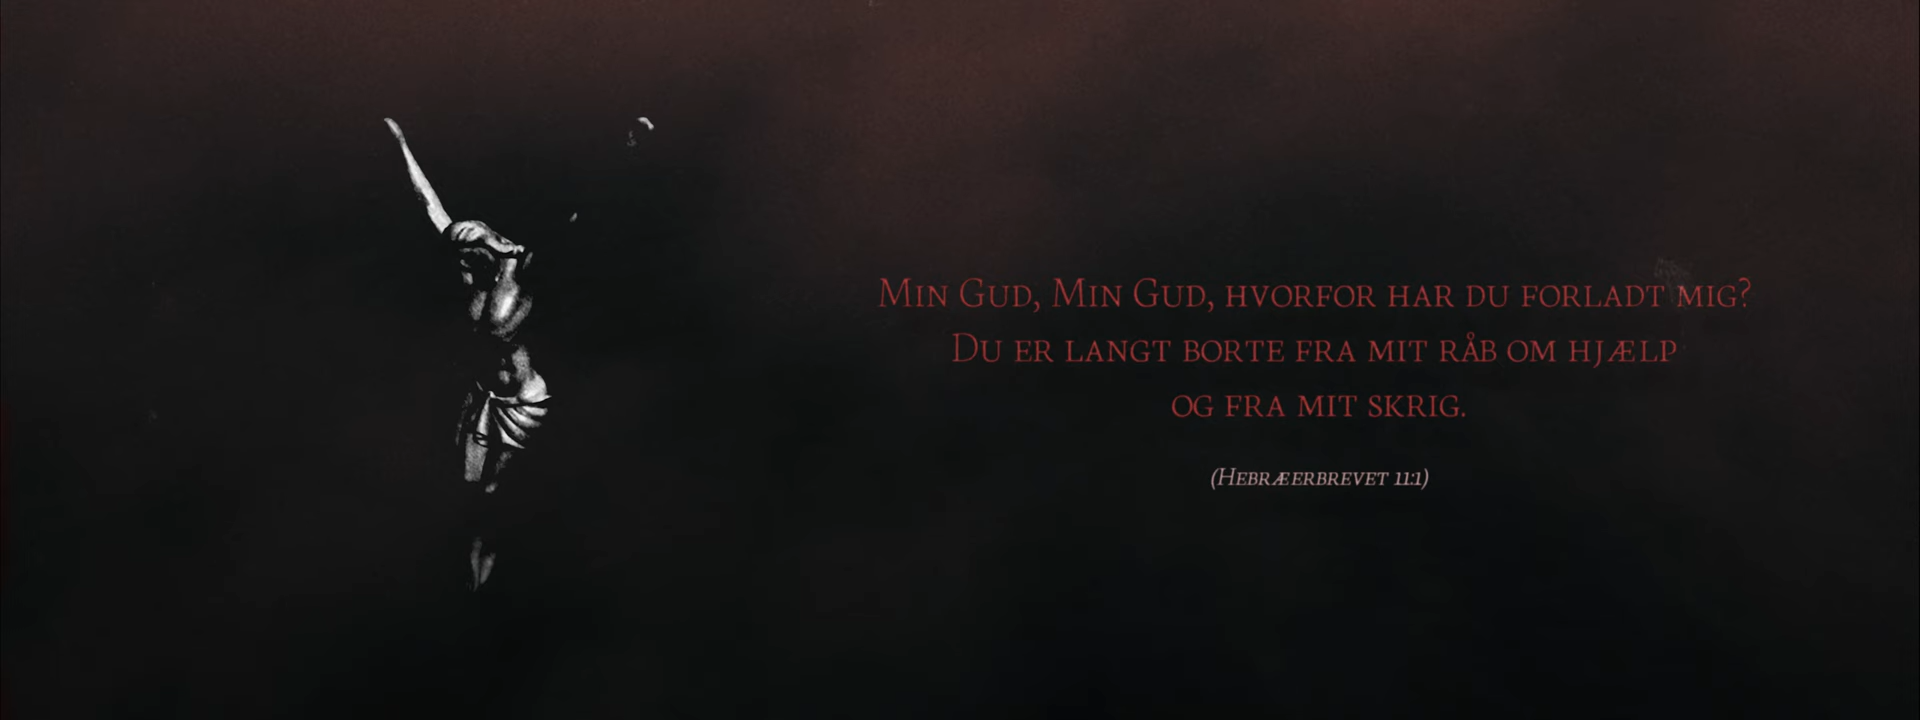 Min Gud, Min Gud, hvorfor har du forladt mig?
Du er langt borte fra mit råb om hjælp
og fra mit skrig.
(Hebræerbrevet 11:1)